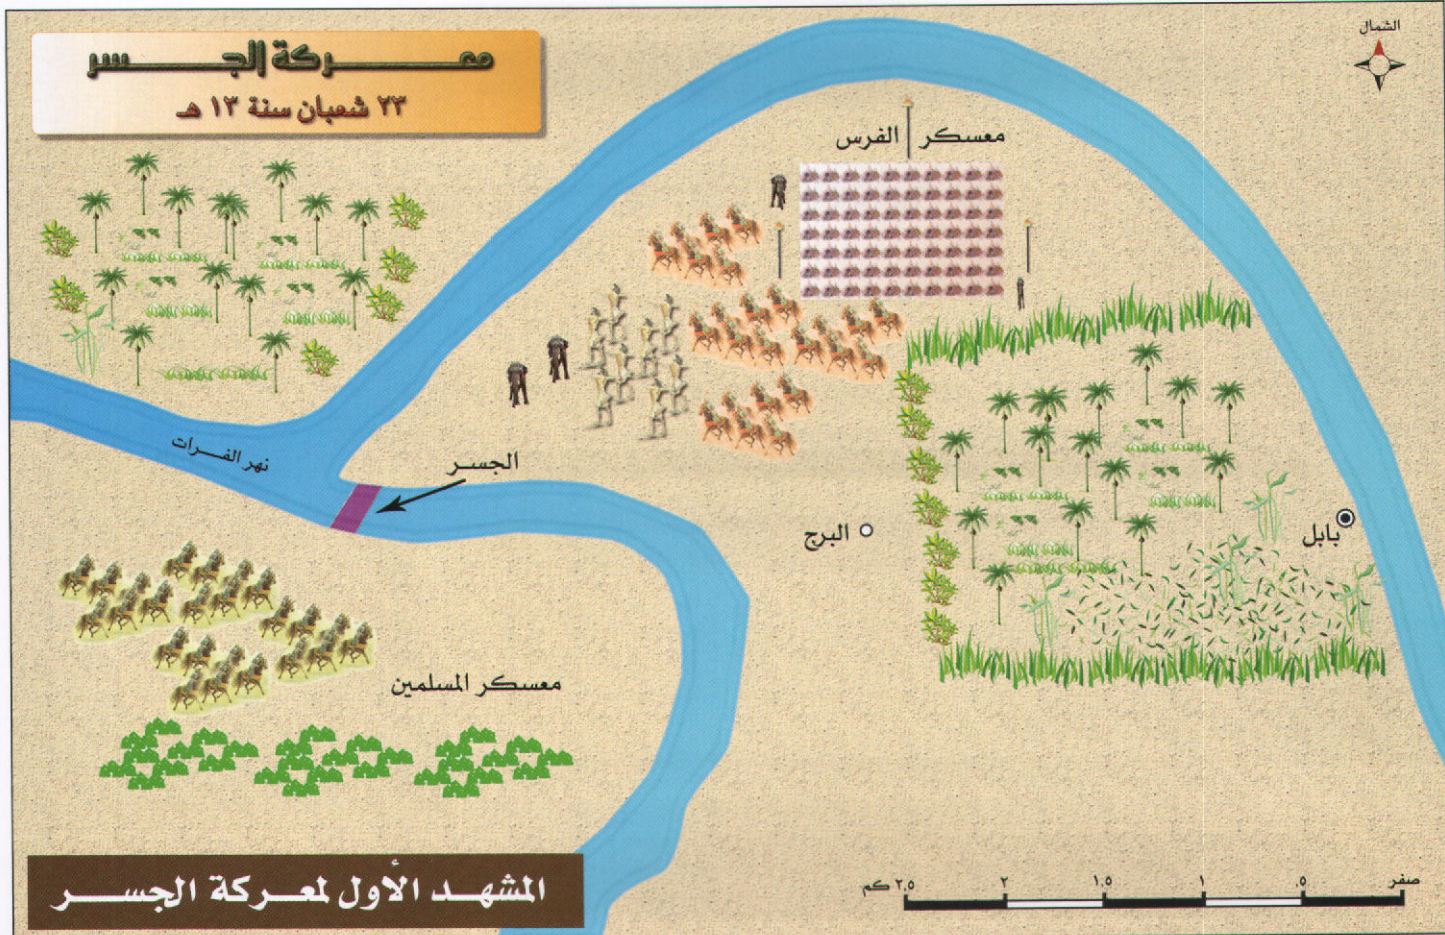 معركة الجسر
٢٣ شعبان سنة ١٣ هـ
الشمال
معسكر الفرس
نهر الفرات
الجسر
البرج
بابل
معسكر المسلمين
المشهد الأول لمعركة الجسر
صفر ٠.٥ ١ ١.٥ ٢ ٢.٥ كم